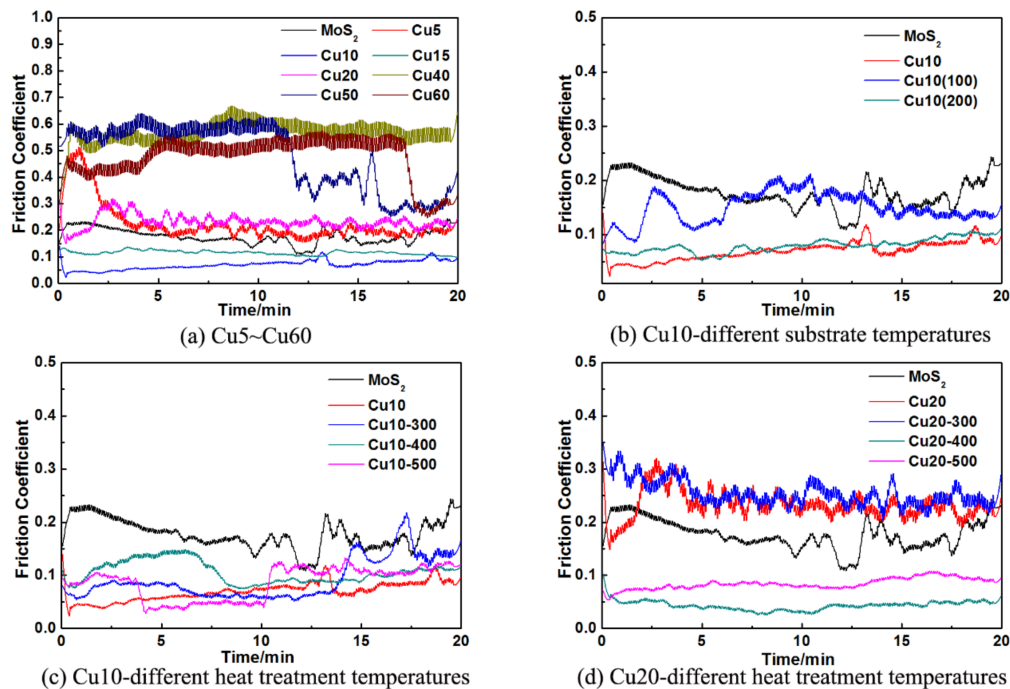 1.0
0.9
0.8
0.7
0.6
0.5
0.4
0.3
0.2
0.1
0.0
Friction Coefficient
MoS2 Cu5
Cu10 Cu15
Cu20 Cu40
Cu50 Cu60
0 5 10 15 20
Time/min
(a) Cu5~Cu60
0.5
0.4
0.3
0.2
0.1
Friction Coefficient
MoS2
Cu10
Cu10(100)
Cu10(200)
0 5 10 15 20
Time/min
(b) Cu10-different substrate temperatures
0.5
0.4
0.3
0.2
0.1
0.0
Friction Coefficient
MoS2
Cu10
Cu10-300
Cu10-400
Cu10-500
0 5 10 15 20
Time/min
(c) Cu10-different heat treatment temperatures
0.5
0.4
0.3
0.2
0.1
0.0
Friction Coefficient
MoS2
Cu20
Cu20-300
Cu20-400
Cu20-500
0 5 10 15 20
Time/min
(d) Cu20-different heat treatment temperatures